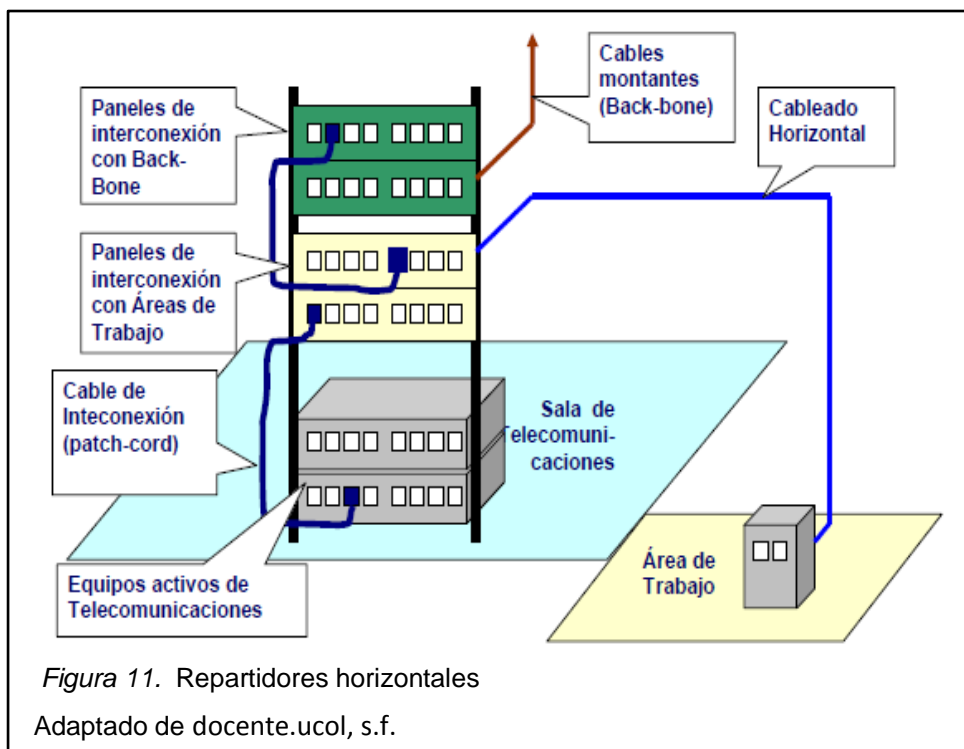 Cables
montantes
(Back-bone)
Cableado
Horizontal
Paneles de
interconexión
con Back-
Bone
Paneles de
interconexión
con Áreas de
Trabajo
Cable de
Inteconexión
(patch-cord)
Sala de
Telecomuni-
caciones
Equipos activos de
Telecomunicaciones
Área de
Trabajo
Figura 11. Repartidores horizontales
Adaptado de docente.ucol, s.f.